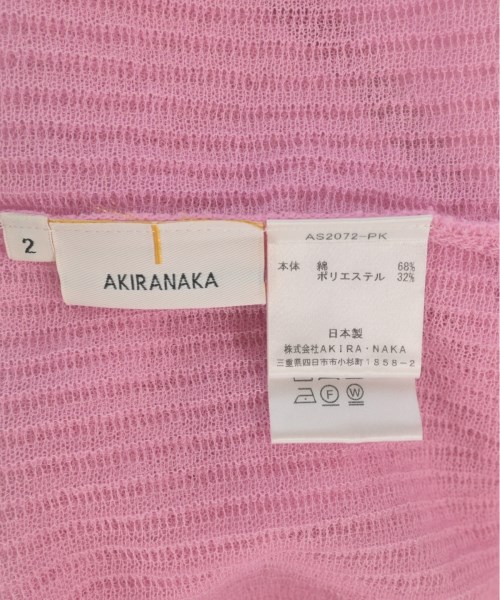 2
AKIRANAKA
AS2072-PK
本体 綿 68%
ポリエステル 32%
日本製
株式会社AKIRA・NAKA
三重県四日市市小杉町1858-2
F W